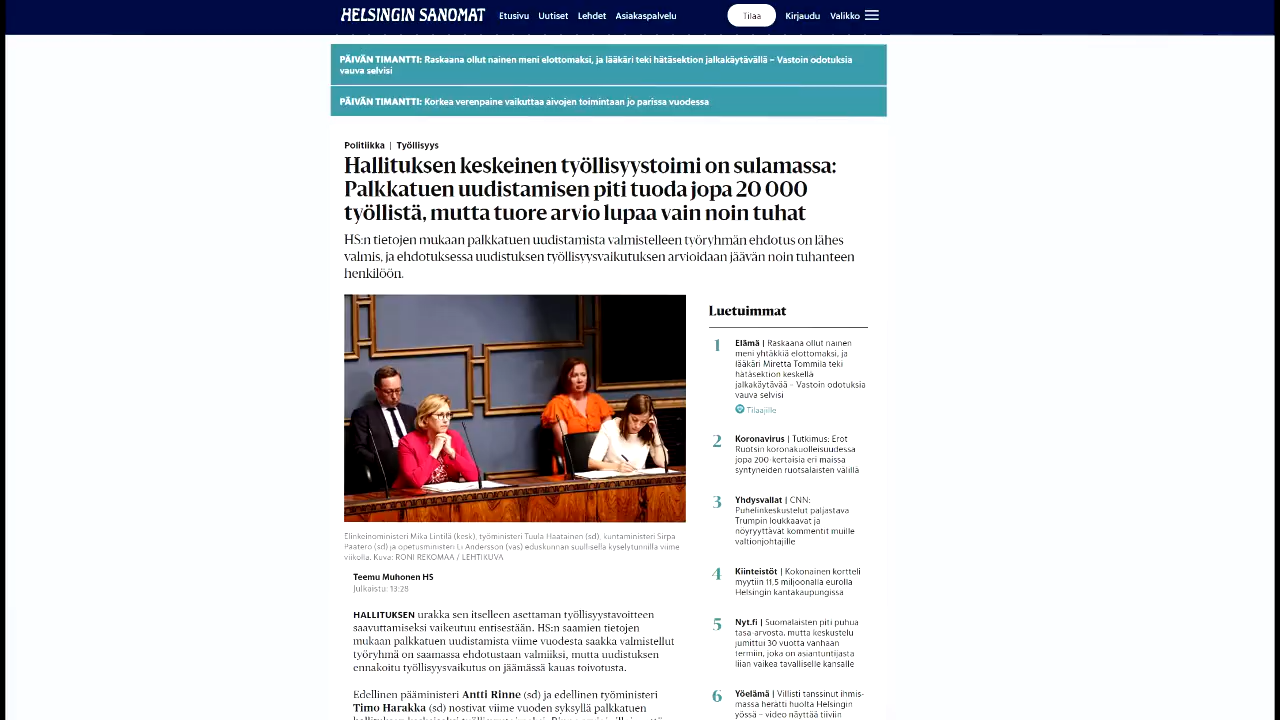 HELSINGIN SANOMAT Etusivu Uutiset Lehdet Asiakaspalvelu Tilaa Kirjaudu Valikko
PÄIVÄN TIMANTTI: Raskaana ollut nainen meni elottomaksi, ja lääkäri teki hätäsektion jalkakäytävällä – Vastoin odotuksia
vauva selvisi
PÄIVÄN TIMANTTI: Korkea verenpaine vaikuttaa aivojen toimintaan jo parissa vuodessa
Politiikka | Työllisyys
Hallituksen keskeinen työllisyystoimi on sulamassa:
Palkkatuen uudistamisen piti tuoda jopa 20 000
työllistä, mutta tuore arvio lupaa vain noin tuhat
HS:n tietojen mukaan palkkatuen uudistamista valmistelleen työryhmän ehdotus on lähes
valmis, ja ehdotuksessa uudistuksen työllisyysvaikutuksen arvioidaan jäävän noin tuhanteen
henkilöön.
Elinkeinoministeri Mika Lintilä (kesk), työministeri Tuula Haatainen (sd), kuntaministeri Sirpa
Paatero (sd) ja opetusministeri Li Andersson (vas) eduskunnan suullisella kyselytunnilla viime
viikolla. Kuva: RONI REKOMAA / LEHTIKUVA
Teemu Muhonen HS
Julkaistu: 13:28
HALLITUKSEN urakka sen itselleen asettaman työllisyystavoitteen
saavuttamiseksi vaikeutuu entisestään. HS:n saamien tietojen
mukaan palkkatuen uudistamista viime vuodesta saakka valmistellut
työryhmä on saamassa ehdotustaan valmiiksi, mutta uudistuksen
ennakoitu työllisyysvaikutus on jäämässä kauas toivotusta.
Edellinen pääministeri Antti Rinne (sd) ja edellinen työministeri
Timo Harakka (sd) nostivat viime vuoden syksyllä palkkatuen
Luetuimmat
1 Elämä | Raskaana ollut nainen
meni yhtäkkiä elottomaksi, ja
lääkäri Miretta Tommila teki
hätäsektion keskellä
jalkakäytävää – Vastoin odotuksia
vauva selvisi
Tilaajille
2 Koronavirus | Tutkimus: Erot
Ruotsin koronakuolleisuudessa
jopa 200-kertaisia eri maissa
syntyneiden ruotsalaisten välillä
3 Yhdysvallat | CNN:
Puhelinkeskustelut paljastava
Trumpin loukkaavat ja
nöyryyttävät kommentit muille
valtionjohtajille
4 Kiinteistöt | Kokonainen kortteli
myytiin 11,5 miljoonalla eurolla
Helsingin kantakaupungissa
5 Nyt.fi | Suomalaisten piti puhua
tasa-arvosta, mutta keskustelu
jumittui 30 vuotta vanhaan
termiin, joka on asiantuntijasta
liian vaikea tavalliselle kansalle
6 Yöelämä | Villisti tanssinut ihmis-
massa herätti huolta Helsingin
yössä – video näyttää tiiviin